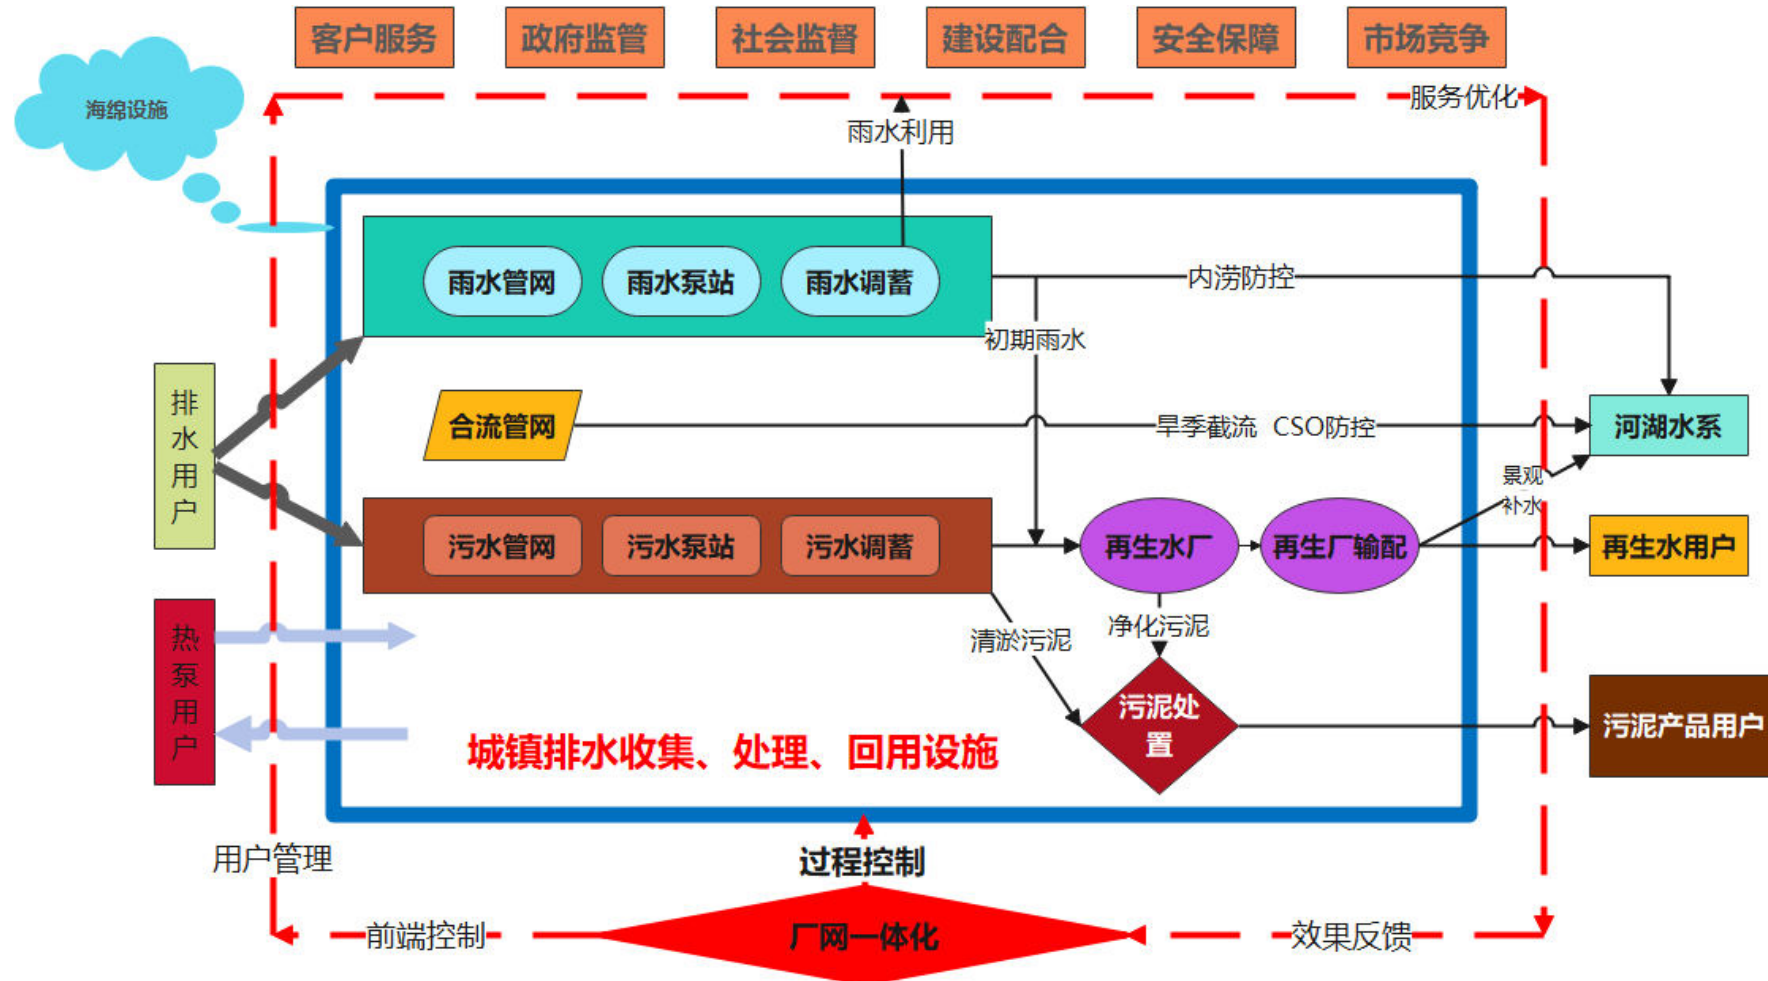 客户服务
政府监管
社会监督
建设配合
安全保障
市场竞争
海绵设施
服务优化
雨水利用
雨水管网
雨水泵站
雨水调蓄
内涝防控
初期雨水
排水用户
合流管网
旱季截流 CSO防控
河湖水系
景观
补水
污水管网
污水泵站
污水调蓄
再生水厂
再生厂输配
再生水用户
热泵用户
清淤污泥
净化污泥
污泥处
置
污泥产品用户
城镇排水收集、处理、回用设施
用户管理
过程控制
前端控制
厂网一体化
效果反馈